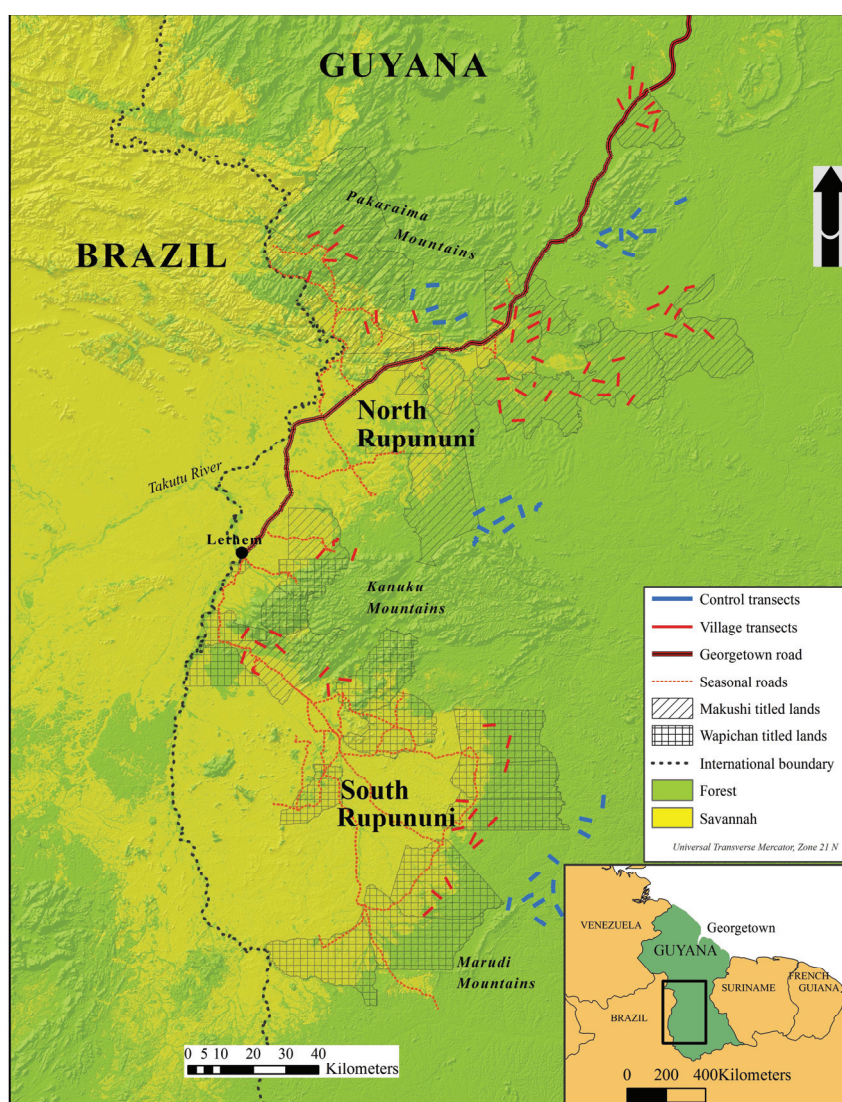 GUYANA
Pakaraima
Mountains
BRAZIL
North
Rupununi
Takutu River
Lethem
Kanuku
Mountains
South
Rupununi
Marudi
Mountains
Control transects
Village transects
Georgetown road
Seasonal roads
Makushi titled lands
Wapichan titled lands
International boundary
Forest
Savannah
Universal Transverse Mercator, Zone 21 N
0 5 10 20 30 40
Kilometers
VENEZUELA
Georgetown
GUYANA
SURINAME
FRENCH
GUIANA
BRAZIL
0 200 400Kilometers